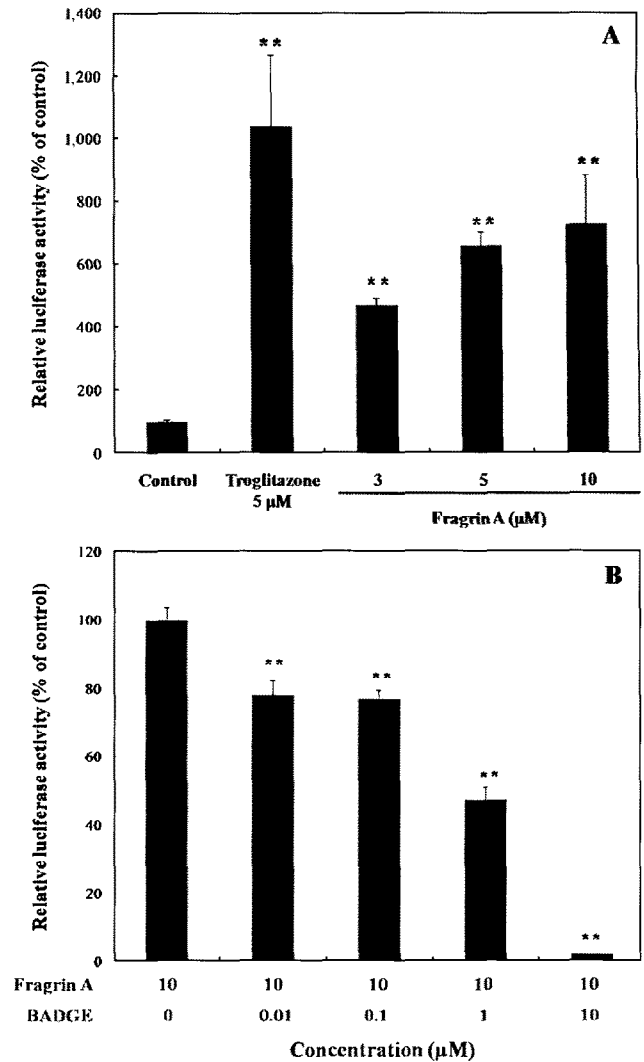 1,400
A
1,200
1,000
800
600
400
200
0
Relative luciferase activity (% of control)
**
**
**
**
Control Troglitazone 3 5 10
5 µM
Fragrin A (µM)
120
B
100
80
60
40
20
0
Relative luciferase activity (% of control)
**
**
**
**
Fragrin A 10 10 10 10 10
BADGE 0 0.01 0.1 1 10
Concentration (µM)